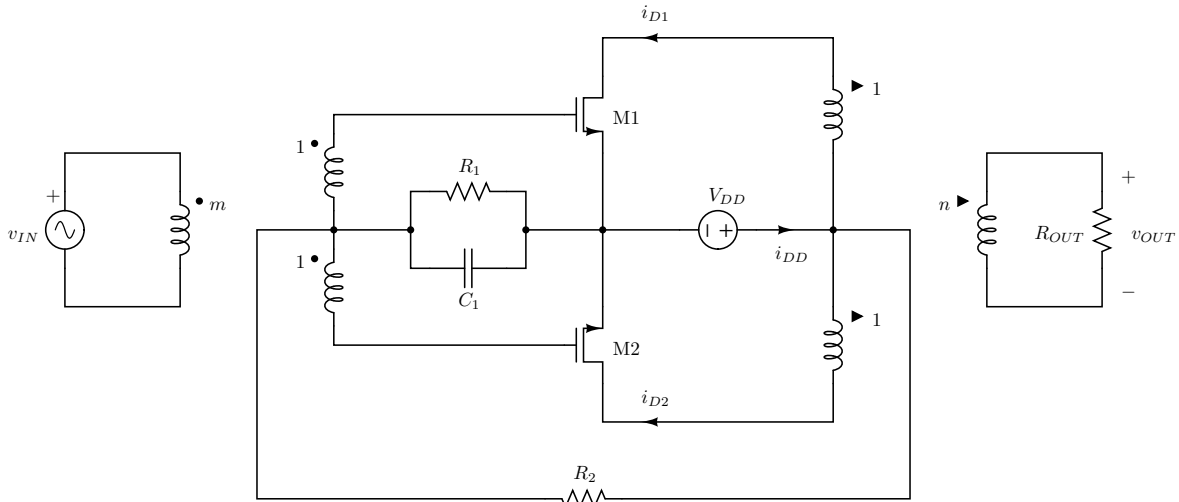 i_{D1}
1
M1
1
R_1
m
n
+
+
V_{DD}
v_{IN}
R_{OUT}
v_{OUT}
i_{DD}
1
C_1
−
1
M2
i_{D2}
R_2